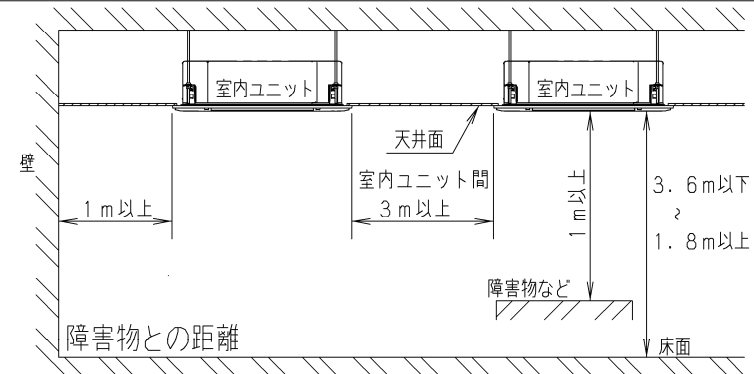 室内ユニット
室内ユニット
天井面
壁
室内ユニット間
1m以上
3m以上
1m以上
3.6m以下
~
1.8m以上
障害物など
障害物との距離
床面